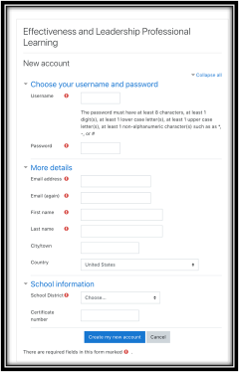 Effectiveness and Leadership Professional
Learning
New account
Collapse all
Choose your username and password
Username
The password must have at least 8 characters, at least 1
digit(s), at least 1 lower case letter(s), at least 1 upper case
letter(s), at least 1 non-alphanumeric character(s) such as as *,
-, or #
Password
More details
Email address
Email (again)
First name
Last name
City/town
Country United States
School information
School District Choose...
Certificate
number
Create my new account Cancel
There are required fields in this form marked .